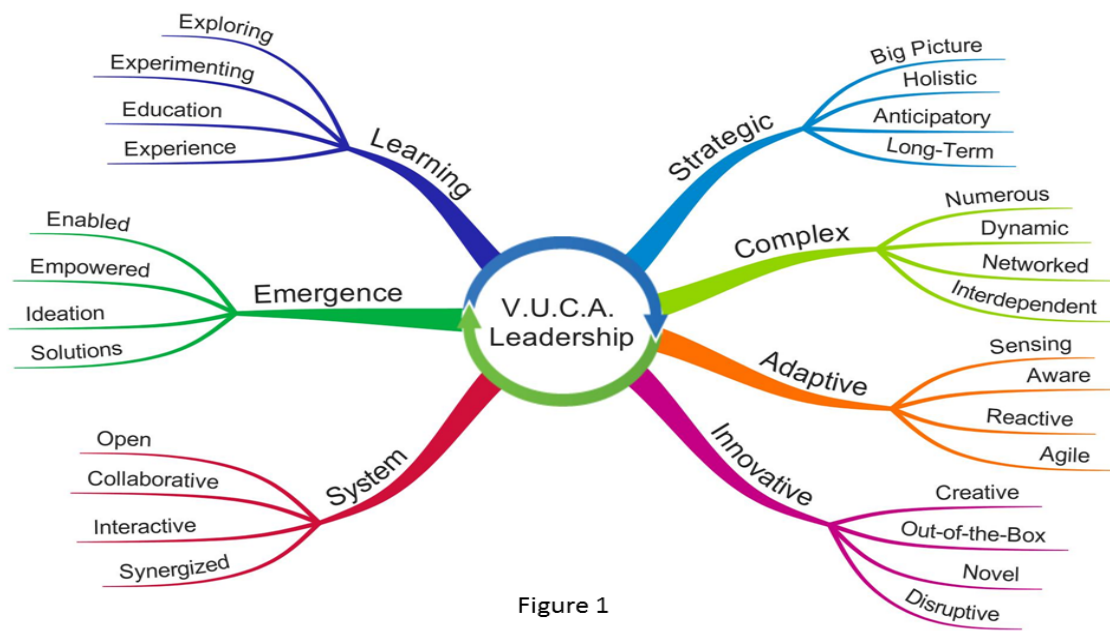 V.U.C.A.
Leadership
Strategic
Big Picture
Holistic
Anticipatory
Long-Term
Complex
Numerous
Dynamic
Networked
Interdependent
Adaptive
Sensing
Aware
Reactive
Agile
Innovative
Creative
Out-of-the-Box
Novel
Disruptive
System
Open
Collaborative
Interactive
Synergized
Emergence
Enabled
Empowered
Ideation
Solutions
Learning
Exploring
Experimenting
Education
Experience
Figure 1